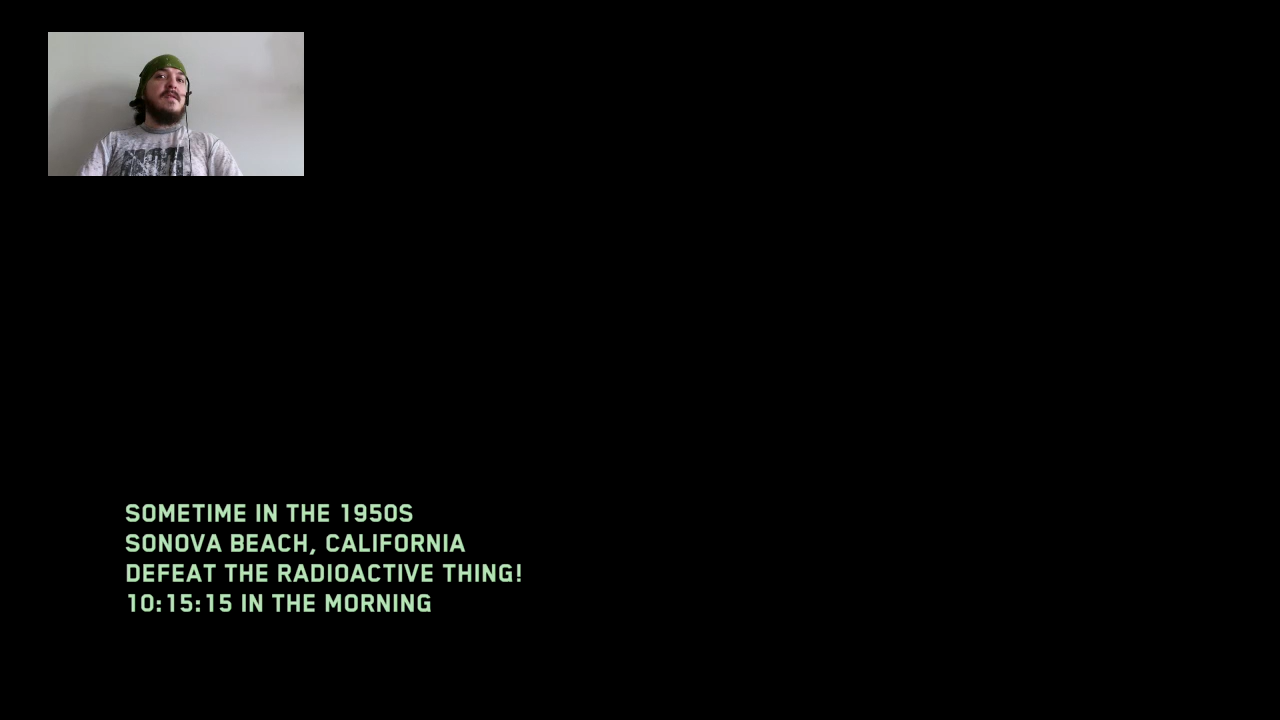 SOMETIME IN THE 1950S
SONOVA BEACH, CALIFORNIA
DEFEAT THE RADIOACTIVE THING!
10:15:15 IN THE MORNING